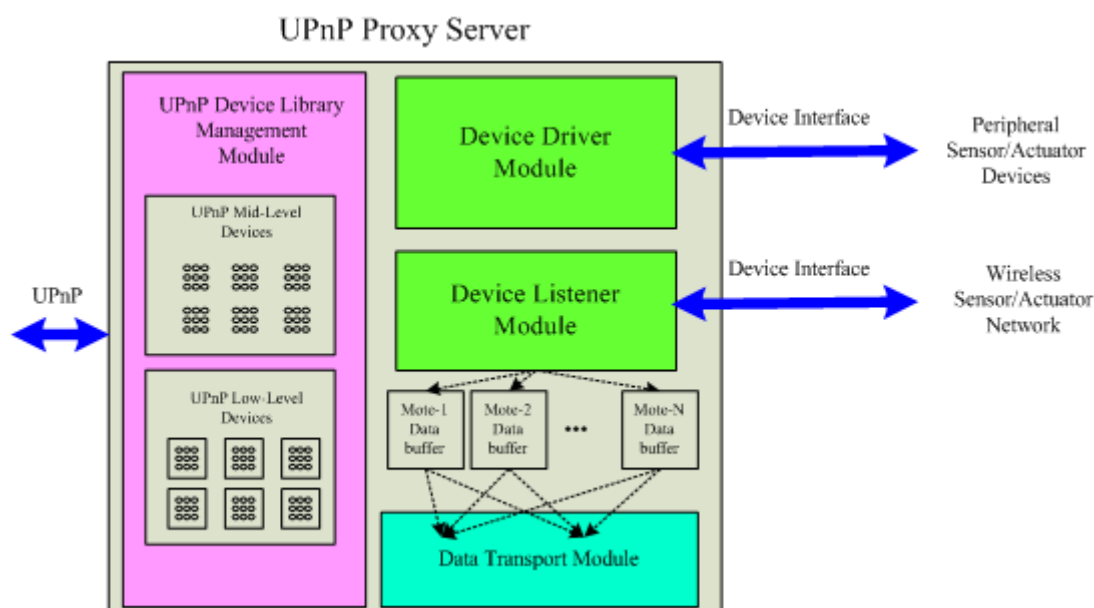 UPnP Proxy Server
UPnP Device Library
Management
Module
UPnP Mid-Level
Devices
UPnP Low-Level
Devices
UPnP
Device Driver
Module
Device Interface
Peripheral
Sensor/Actuator
Devices
Device Listener
Module
Device Interface
Wireless
Sensor/Actuator
Network
Mote-1
Data
buffer
Mote-2
Data
buffer
•••
Mote-N
Data
buffer
Data Transport Module